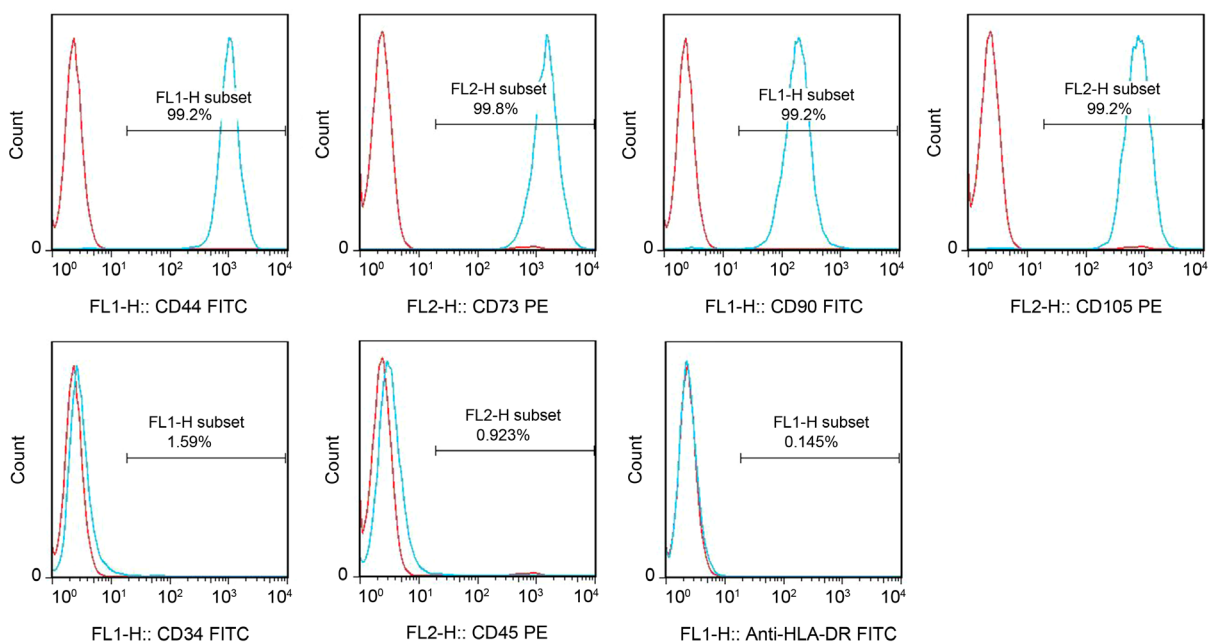 Count
FL1-H subset
99.2%
0
10⁰ 10¹ 10² 10³ 10⁴
FL1-H:: CD44 FITC
Count
FL2-H subset
99.8%
0
10⁰ 10¹ 10² 10³ 10⁴
FL2-H:: CD73 PE
Count
FL1-H subset
99.2%
0
10⁰ 10¹ 10² 10³ 10⁴
FL1-H:: CD90 FITC
Count
FL2-H subset
99.2%
0
10⁰ 10¹ 10² 10³ 10⁴
FL2-H:: CD105 PE
Count
FL1-H subset
1.59%
0
10⁰ 10¹ 10² 10³ 10⁴
FL1-H:: CD34 FITC
Count
FL2-H subset
0.923%
0
10⁰ 10¹ 10² 10³ 10⁴
FL2-H:: CD45 PE
Count
FL1-H subset
0.145%
0
10⁰ 10¹ 10² 10³ 10⁴
FL1-H:: Anti-HLA-DR FITC